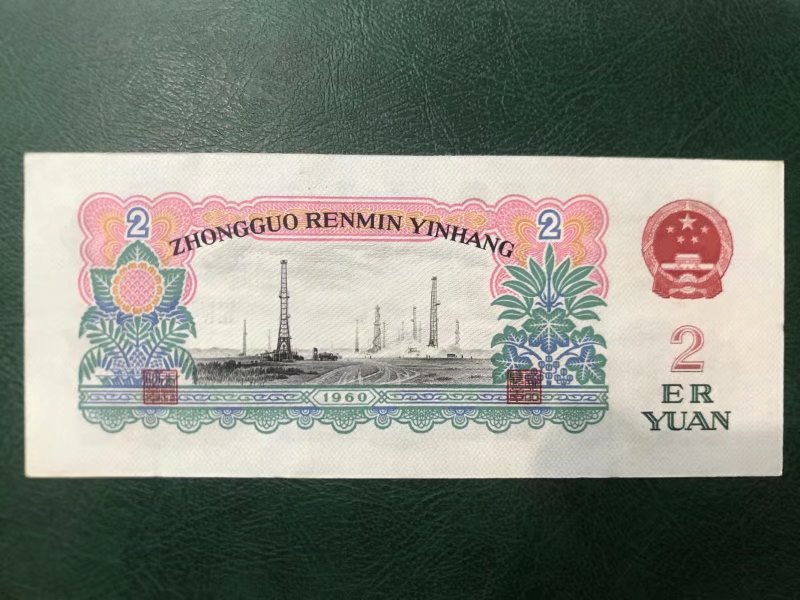 2
2
ZHONGGUO RENMIN YINHANG
2
ER
YUAN
1960